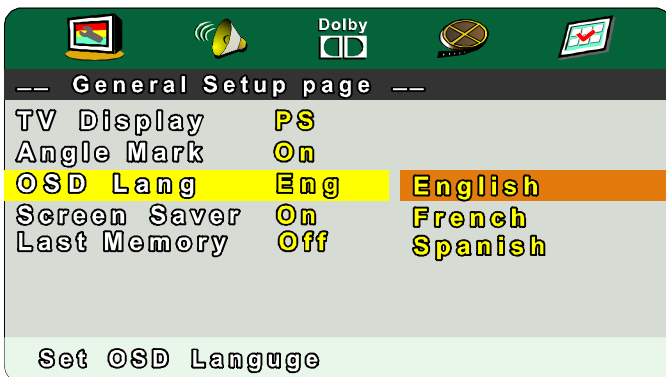 Dolby
-- General Setup page --
TV Display PS
Angle Mark On
OSD Lang Eng English
Screen Saver On French
Last Memory Off Spanish
Set OSD Languge